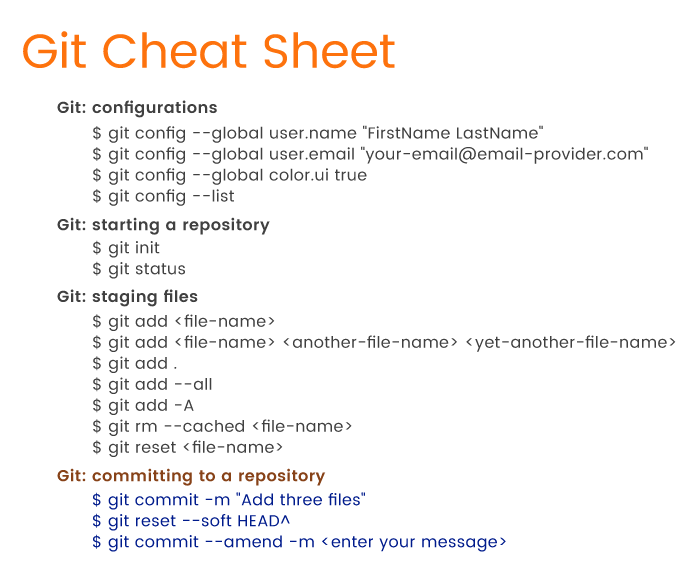 Git Cheat Sheet
Git: configurations
$ git config --global user.name "FirstName LastName"
$ git config --global user.email "your-email@email-provider.com"
$ git config --global color.ui true
$ git config --list
Git: starting a repository
$ git init
$ git status
Git: staging files
$ git add <file-name>
$ git add <file-name> <another-file-name> <yet-another-file-name>
$ git add .
$ git add --all
$ git add -A
$ git rm --cached <file-name>
$ git reset <file-name>
Git: committing to a repository
$ git commit -m "Add three files"
$ git reset --soft HEAD^
$ git commit --amend -m <enter your message>